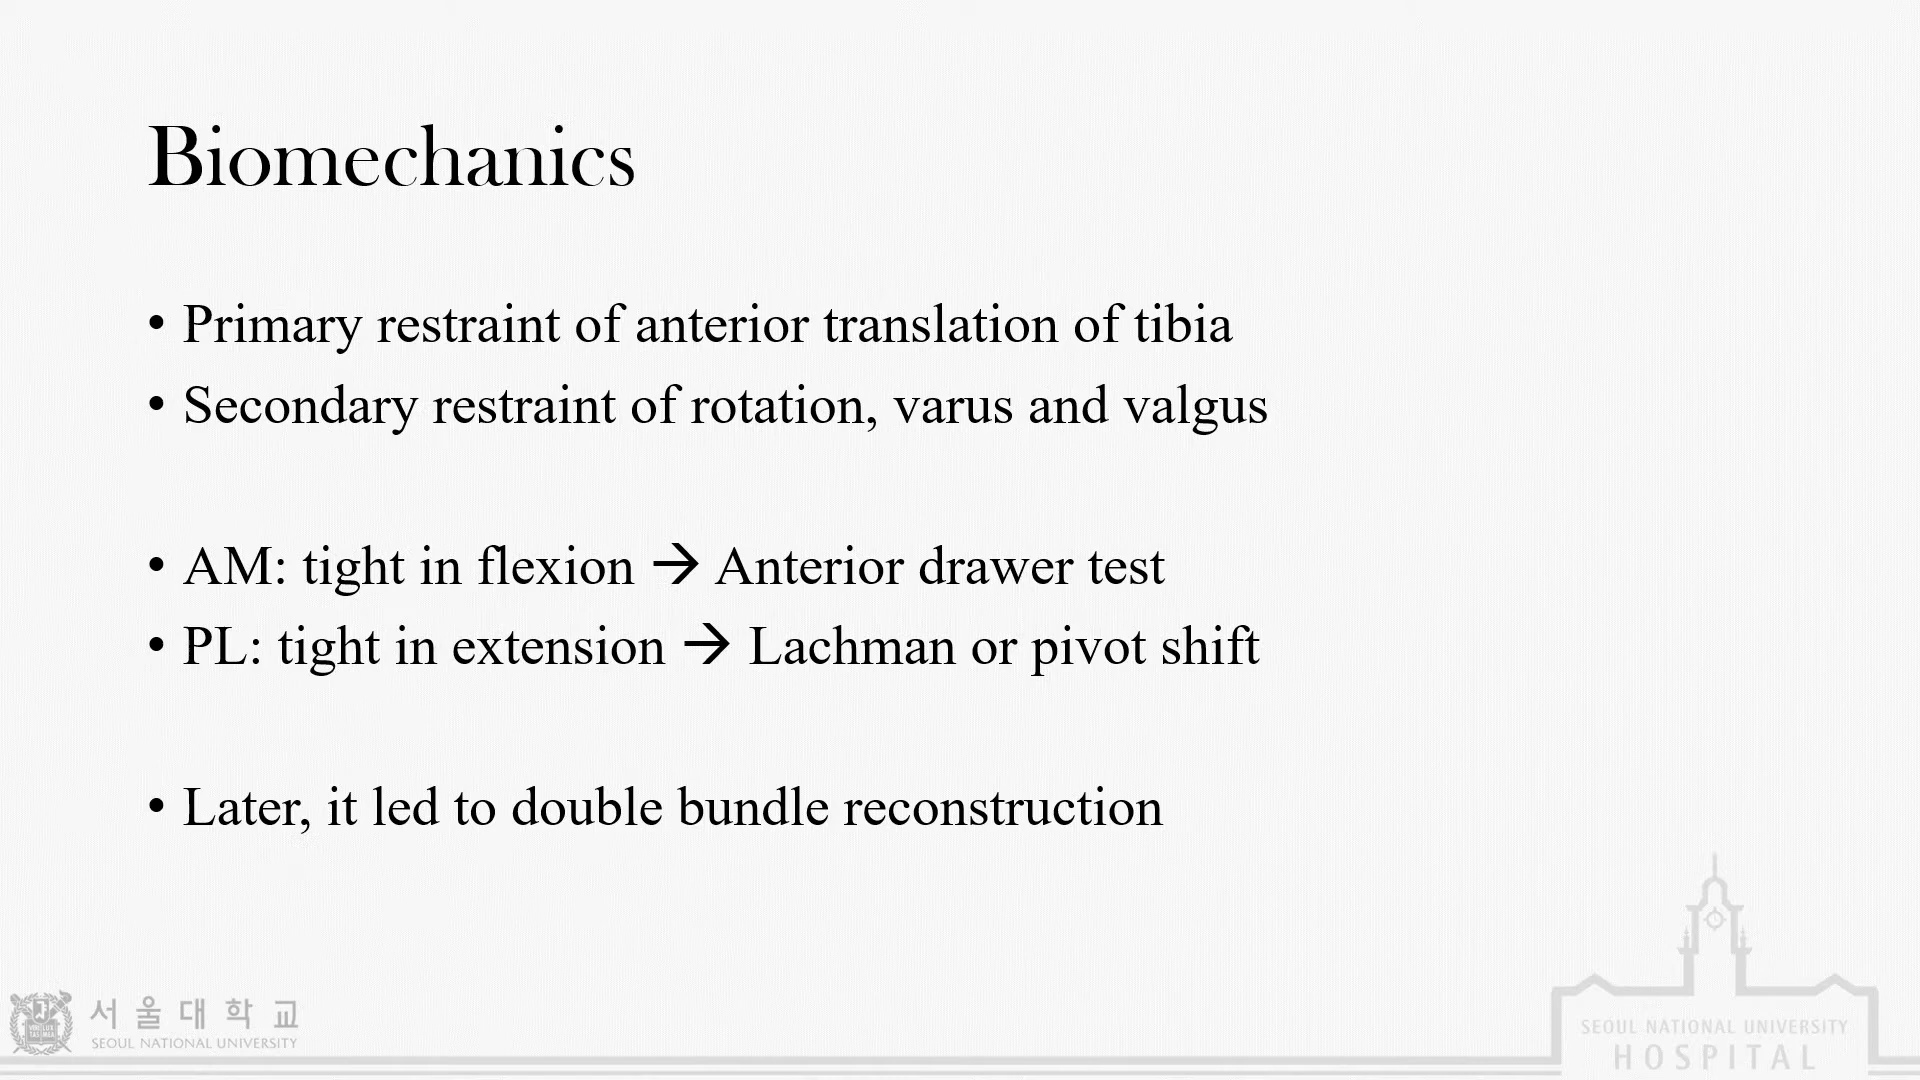 Biomechanics
• Primary restraint of anterior translation of tibia
• Secondary restraint of rotation, varus and valgus
• AM: tight in flexion → Anterior drawer test
• PL: tight in extension → Lachman or pivot shift
• Later, it led to double bundle reconstruction
서울대학교
SEOUL NATIONAL UNIVERSITY
SEOUL NATIONAL UNIVERSITY
HOSPITAL